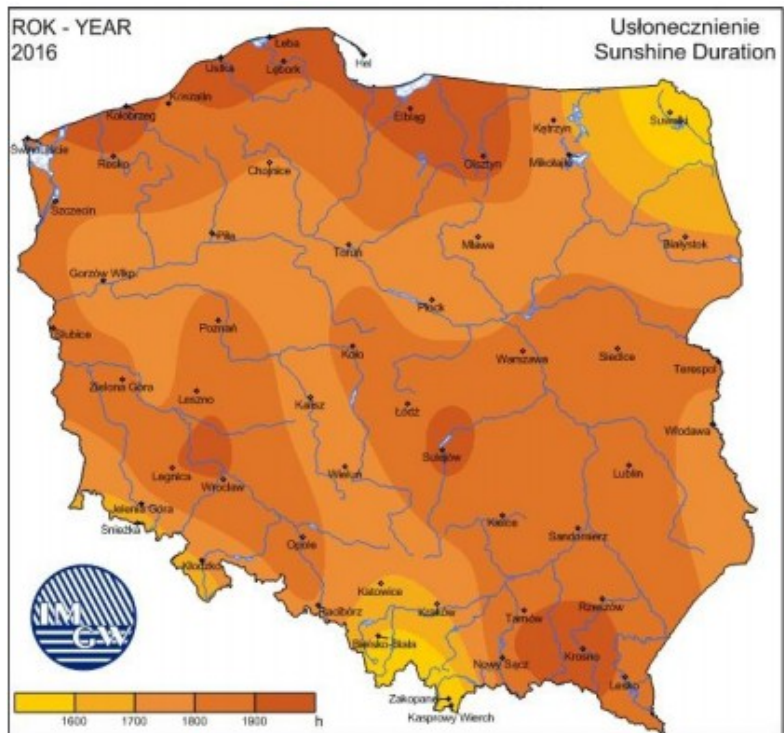 ROK - YEAR
2016
Usłonecznienie
Sunshine Duration
Łeba
Hel
Ustka
Lębork
Koszalin
Kołobrzeg
Elbląg
Kętrzyn
Suwałki
Świnoujście
Resko
Chojnice
Olsztyn
Mikołajki
Szczecin
Piła
Toruń
Mława
Białystok
Gorzów Wlkp.
Płock
Słubice
Poznań
Koło
Warszawa
Siedlce
Terespol
Zielona Góra
Leszno
Kalisz
Łódź
Włodawa
Sulejów
Legnica
Wrocław
Wieluń
Lublin
Jelenia Góra
Śnieżka
Opole
Kielce
Sandomierz
Kłodzko
Katowice
Racibórz
Kraków
Tarnów
Rzeszów
Bielsko-Biała
Nowy Sącz
Krosno
Lesko
Zakopane
Kasprowy Wierch
IM
GW
1600 1700 1800 1900 h